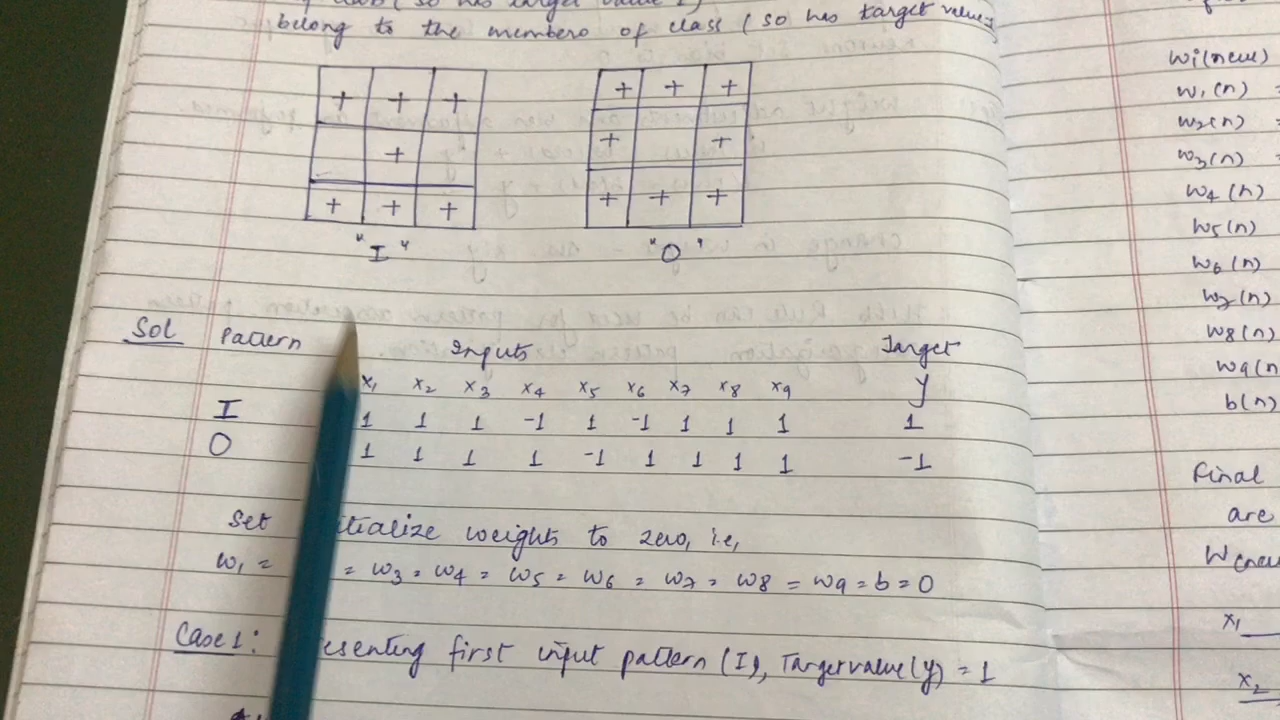 belong to the members of class (so has target value
+ + +
+
+ + +
"I"
+ + +
+ +
+ + +
"O"
Sol Pattern Inputs Target
x1 x2 x3 x4 x5 x6 x7 x8 x9 y
I 1 1 1 -1 1 -1 1 1 1 1
O 1 1 1 1 -1 1 1 1 1 -1
Set weights to zero, i.e,
w1 = = w3 = w4 = w5 = w6 = w7 = w8 = w9 = b = 0
Case 1: first input pattern (I), Target value (y) = 1
wi(new)
w1(n) =
w2(n) =
w3(n) =
w4(n)
w5(n)
w6(n)
w7(n)
w8(n)
w9(n)
b(n)
Final
are
x1
x2